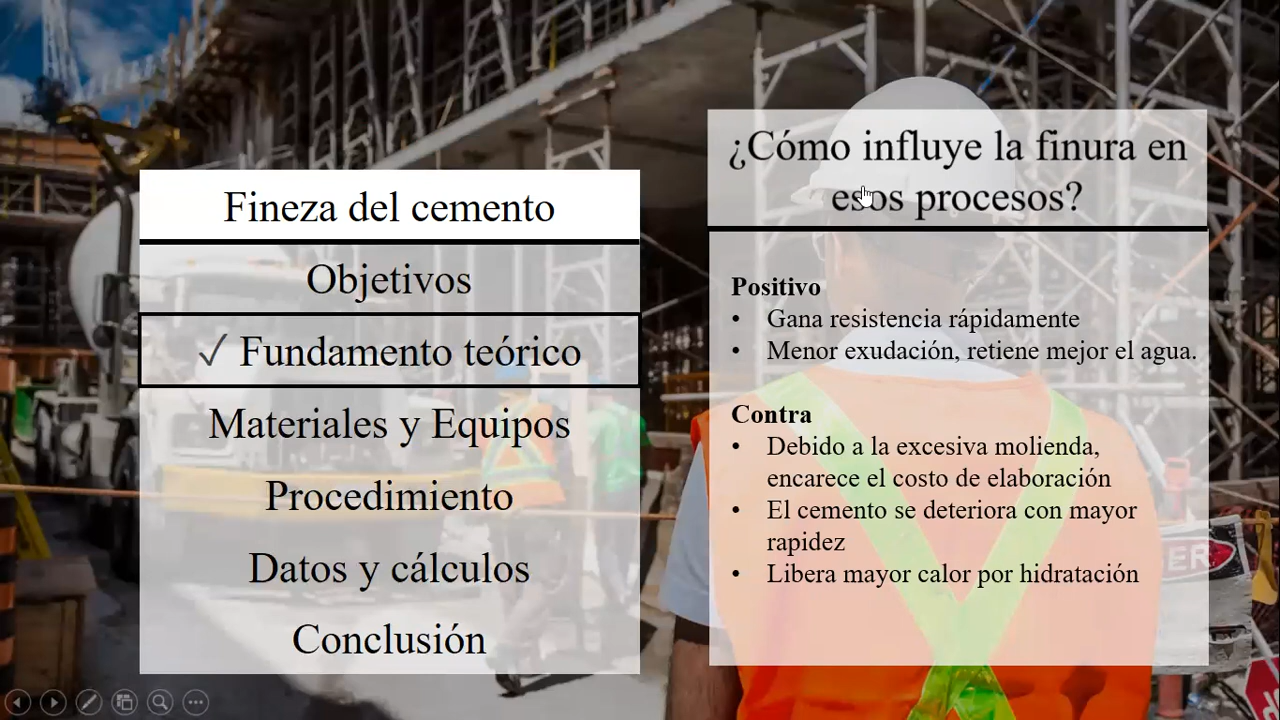 Fineza del cemento
Objetivos
✓ Fundamento teórico
Materiales y Equipos
Procedimiento
Datos y cálculos
Conclusión
¿Cómo influye la finura en
esos procesos?
Positivo
• Gana resistencia rápidamente
• Menor exudación, retiene mejor el agua.
Contra
• Debido a la excesiva molienda,
encarece el costo de elaboración
• El cemento se deteriora con mayor
rapidez
• Libera mayor calor por hidratación